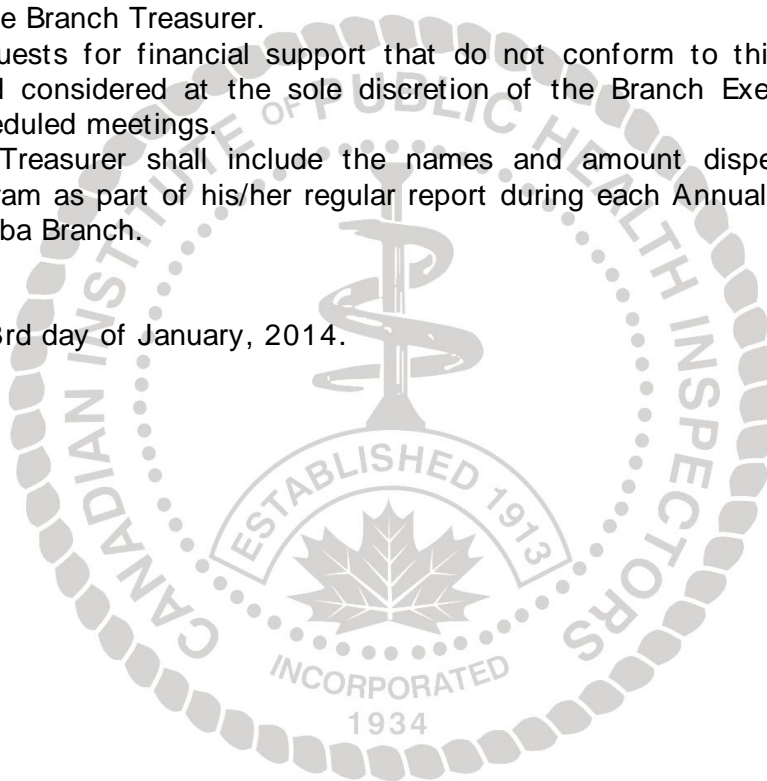 e Branch Treasurer.
uests for financial support that do not conform to thi
l considered at the sole discretion of the Branch Exe
eduled meetings.
Treasurer shall include the names and amount dispe
ram as part of his/her regular report during each Annual
ba Branch.
3rd day of January, 2014.
CANADIAN INSTITUTE OF PUBLIC HEALTH INSPECTORS
ESTABLISHED 1913
INCORPORATED
1934